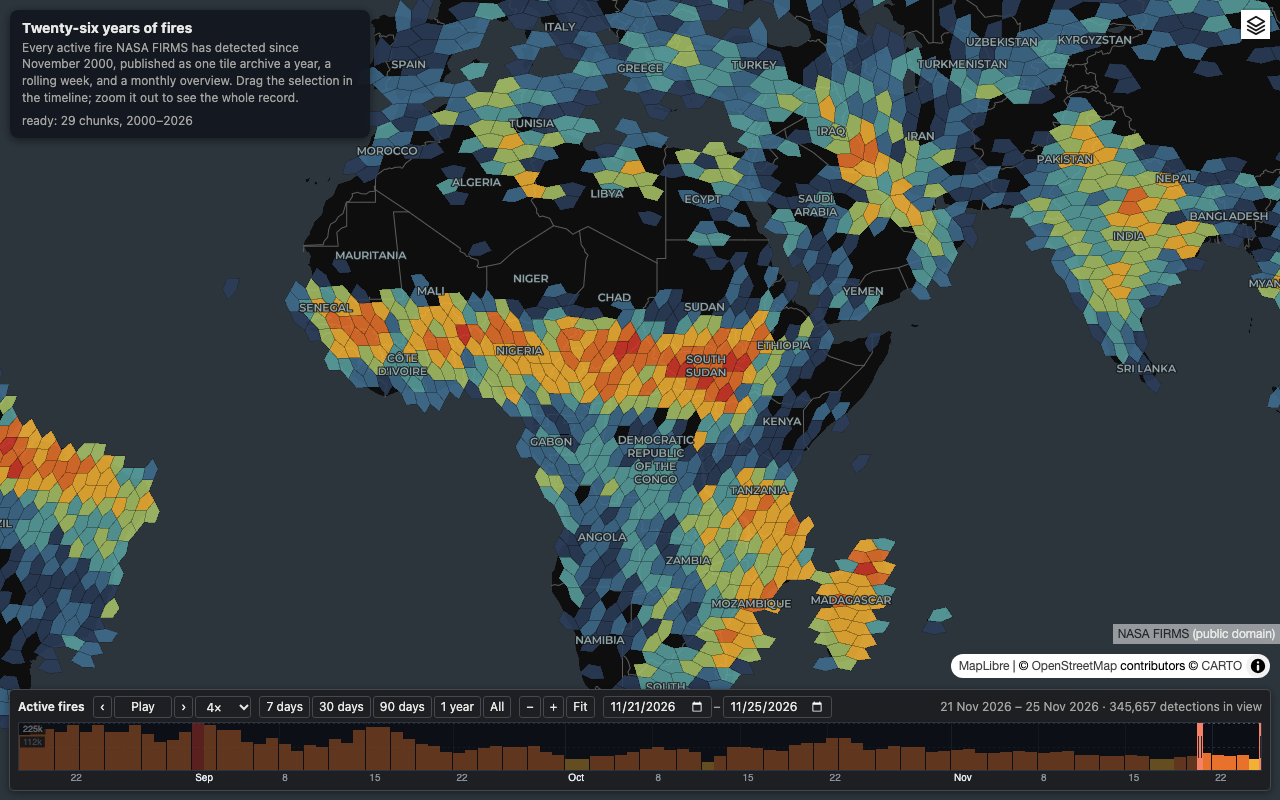 Twenty-six years of fires
Every active fire NASA FIRMS has detected since
November 2000, published as one tile archive a year, a
rolling week, and a monthly overview. Drag the selection in
the timeline; zoom it out to see the whole record.
ready: 29 chunks, 2000–2026
ITALY
UZBEKISTAN
KYRGYZSTAN
SPAIN
GREECE
TURKEY
TURKMENISTAN
TUNISIA
IRAQ
IRAN
MOROCCO
PAKISTAN
ALGERIA
LIBYA
EGYPT
SAUDI
ARABIA
NEPAL
BANGLADESH
INDIA
MAURITANIA
NIGER
MALI
CHAD
SUDAN
YEMEN
MYAN
SENEGAL
NIGERIA
ETHIOPIA
CÔTE
D'IVOIRE
SOUTH
SUDAN
SRI LANKA
KENYA
GABON
DEMOCRATIC
REPUBLIC
OF THE
CONGO
TANZANIA
ZIL
ANGOLA
ZAMBIA
MOZAMBIQUE
MADAGASCAR
NAMIBIA
SOUTH
NASA FIRMS (public domain)
MapLibre | © OpenStreetMap contributors © CARTO
Active fires ‹ Play › 4x 7 days 30 days 90 days 1 year All − + Fit 11/21/2026 – 11/25/2026 21 Nov 2026 – 25 Nov 2026 · 345,657 detections in view
225k
112k
22 Sep 8 15 22 Oct 8 15 22 Nov 8 15 22